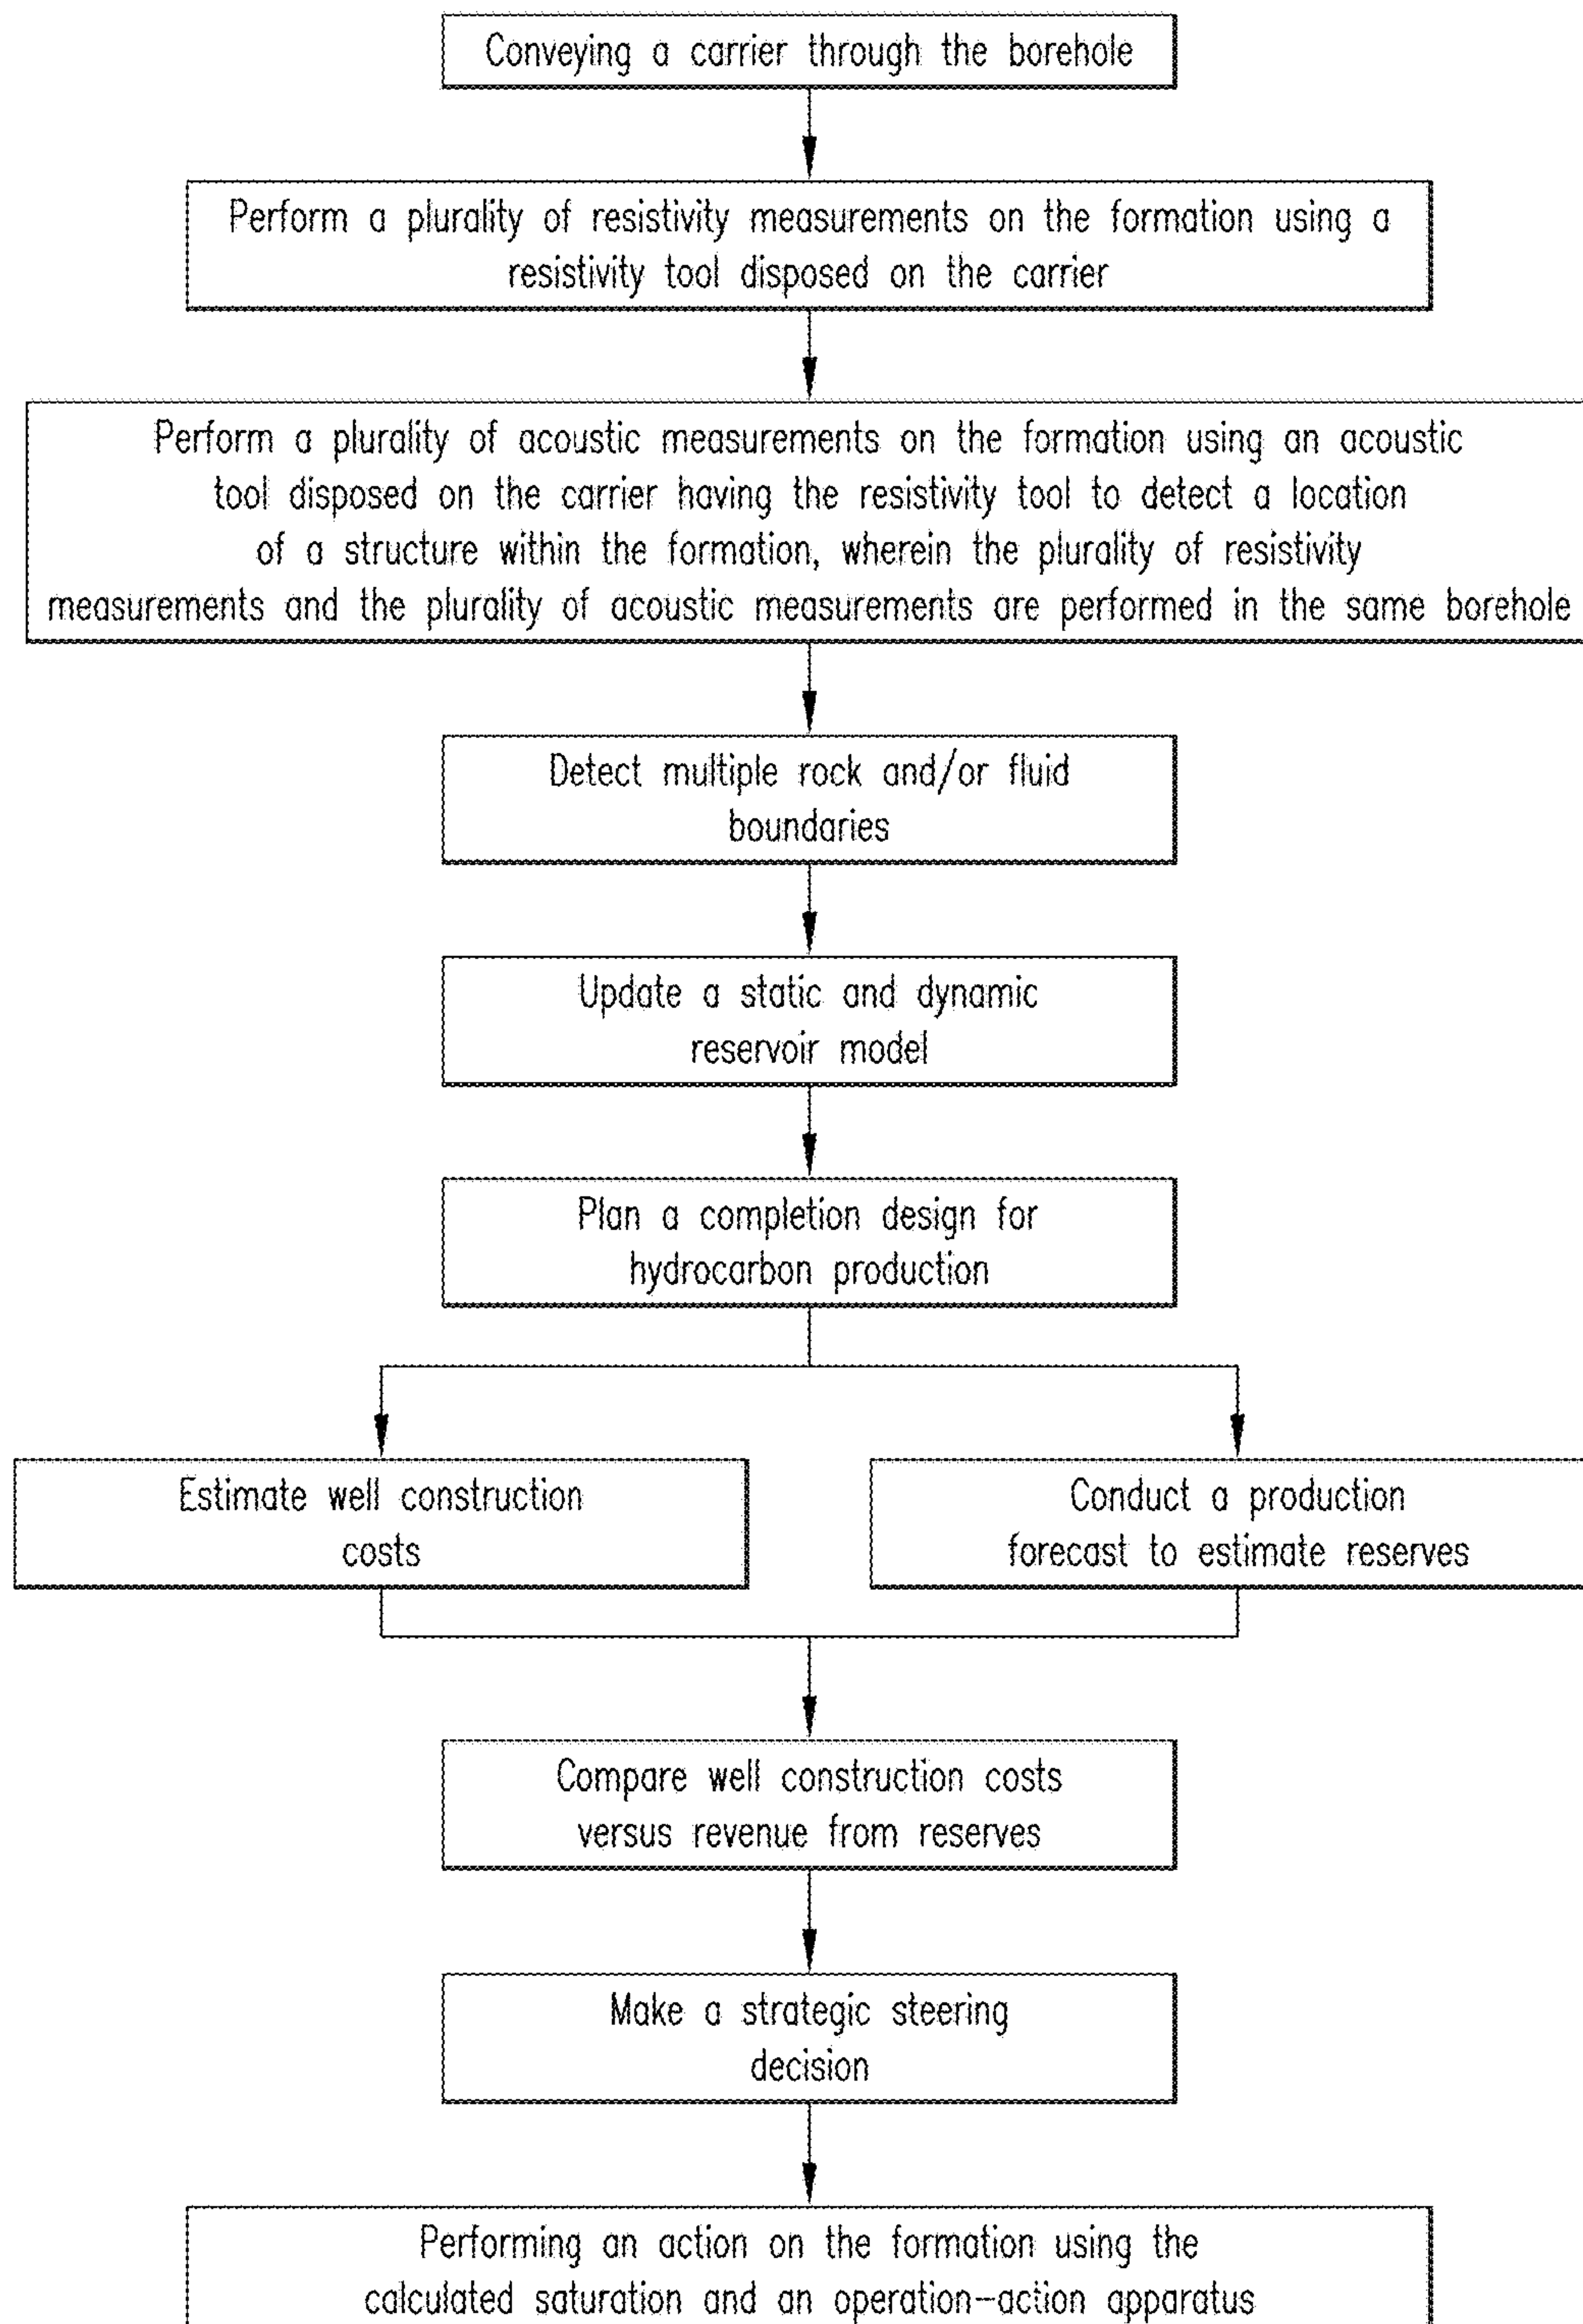 Conveying a carrier through the borehole
Perform a plurality of resistivity measurements on the formation using a
resistivity tool disposed on the carrier
Perform a plurality of acoustic measurements on the formation using an acoustic
tool disposed on the carrier having the resistivity tool to detect a location
of a structure within the formation, wherein the plurality of resistivity
measurements and the plurality of acoustic measurements are performed in the same borehole
Detect multiple rock and/or fluid
boundaries
Update a static and dynamic
reservoir model
Plan a completion design for
hydrocarbon production
Estimate well construction
costs
Conduct a production
forecast to estimate reserves
Compare well construction costs
versus revenue from reserves
Make a strategic steering
decision
Performing an action on the formation using the
calculated saturation and an operation-action apparatus